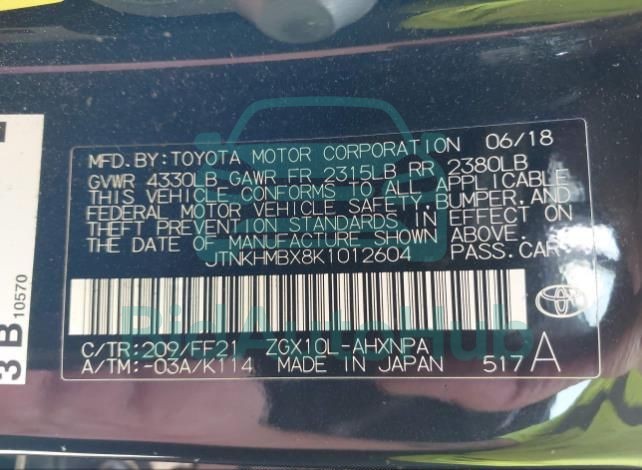 MFD.BY:TOYOTA MOTOR CORPORATION 06/18
GVWR 4330LB GAWR FR 2315LB RR 2380LB
THIS VEHICLE CONFORMS TO ALL APPLICABLE
FEDERAL MOTOR VEHICLE SAFETY,BUMPER,AND
THEFT PREVENTION STANDARDS IN EFFECT ON
THE DATE OF MANUFACTURE SHOWN ABOVE.
JTNKHMBX8K1012604 PASS.CAR
C/TR:209/FF21 ZGX10L-AHXNPA
A/TM:-03A/K114 MADE IN JAPAN 517A
3 B 10570
BidAutoHub